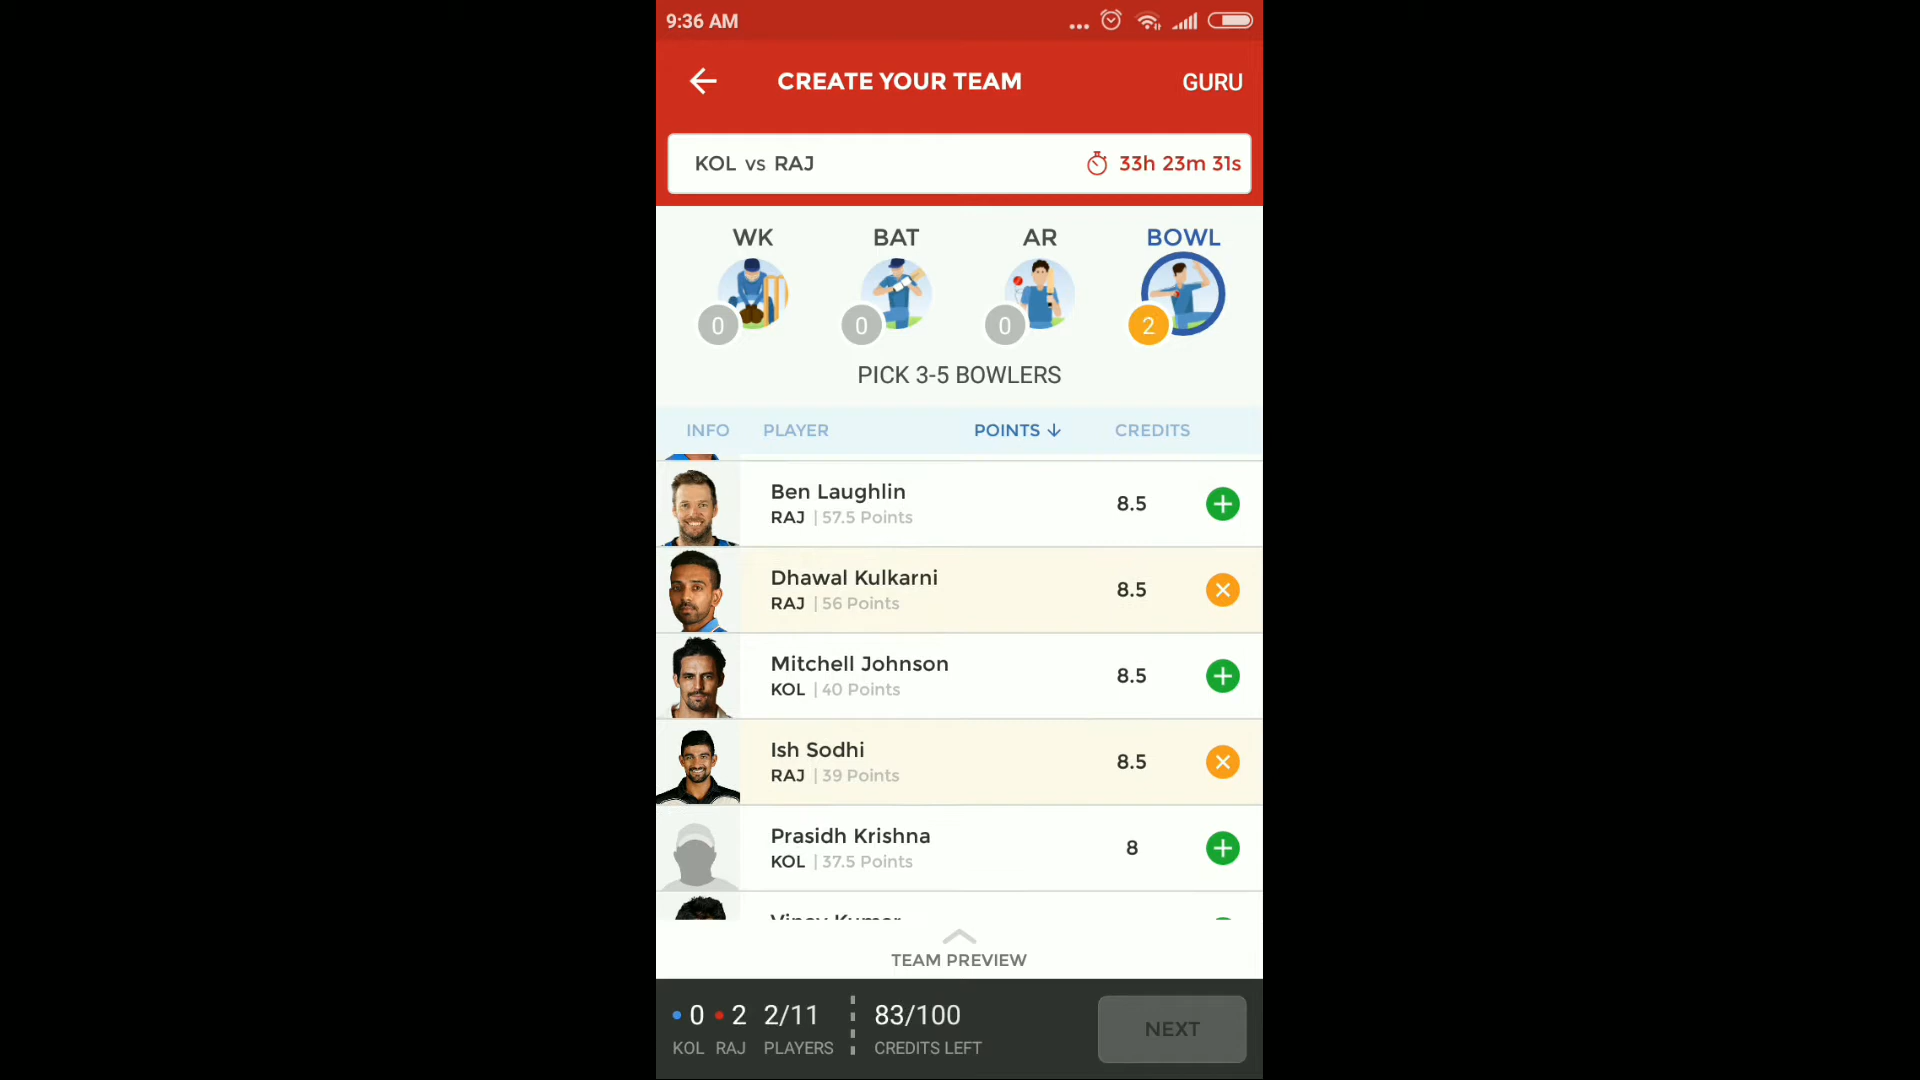 9:36 AM
CREATE YOUR TEAM
GURU
KOL vs RAJ
33h 23m 31s
WK
BAT
AR
BOWL
0
0
0
2
PICK 3-5 BOWLERS
INFO
PLAYER
POINTS
CREDITS
Ben Laughlin
RAJ | 57.5 Points
8.5
Dhawal Kulkarni
RAJ | 56 Points
8.5
Mitchell Johnson
KOL | 40 Points
8.5
Ish Sodhi
RAJ | 39 Points
8.5
Prasidh Krishna
KOL | 37.5 Points
8
TEAM PREVIEW
0 2 2/11 83/100
KOL RAJ PLAYERS CREDITS LEFT
NEXT